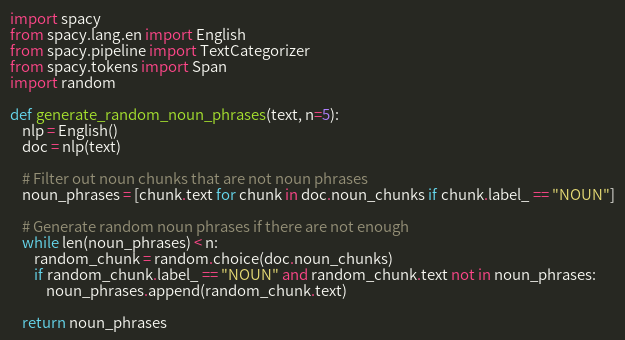 import spacy
from spacy.lang.en import English
from spacy.pipeline import TextCategorizer
from spacy.tokens import Span
import random

def generate_random_noun_phrases(text, n=5):
    nlp = English()
    doc = nlp(text)

    # Filter out noun chunks that are not noun phrases
    noun_phrases = [chunk.text for chunk in doc.noun_chunks if chunk.label_ == "NOUN"]

    # Generate random noun phrases if there are not enough
    while len(noun_phrases) < n:
        random_chunk = random.choice(doc.noun_chunks)
        if random_chunk.label_ == "NOUN" and random_chunk.text not in noun_phrases:
            noun_phrases.append(random_chunk.text)

    return noun_phrases